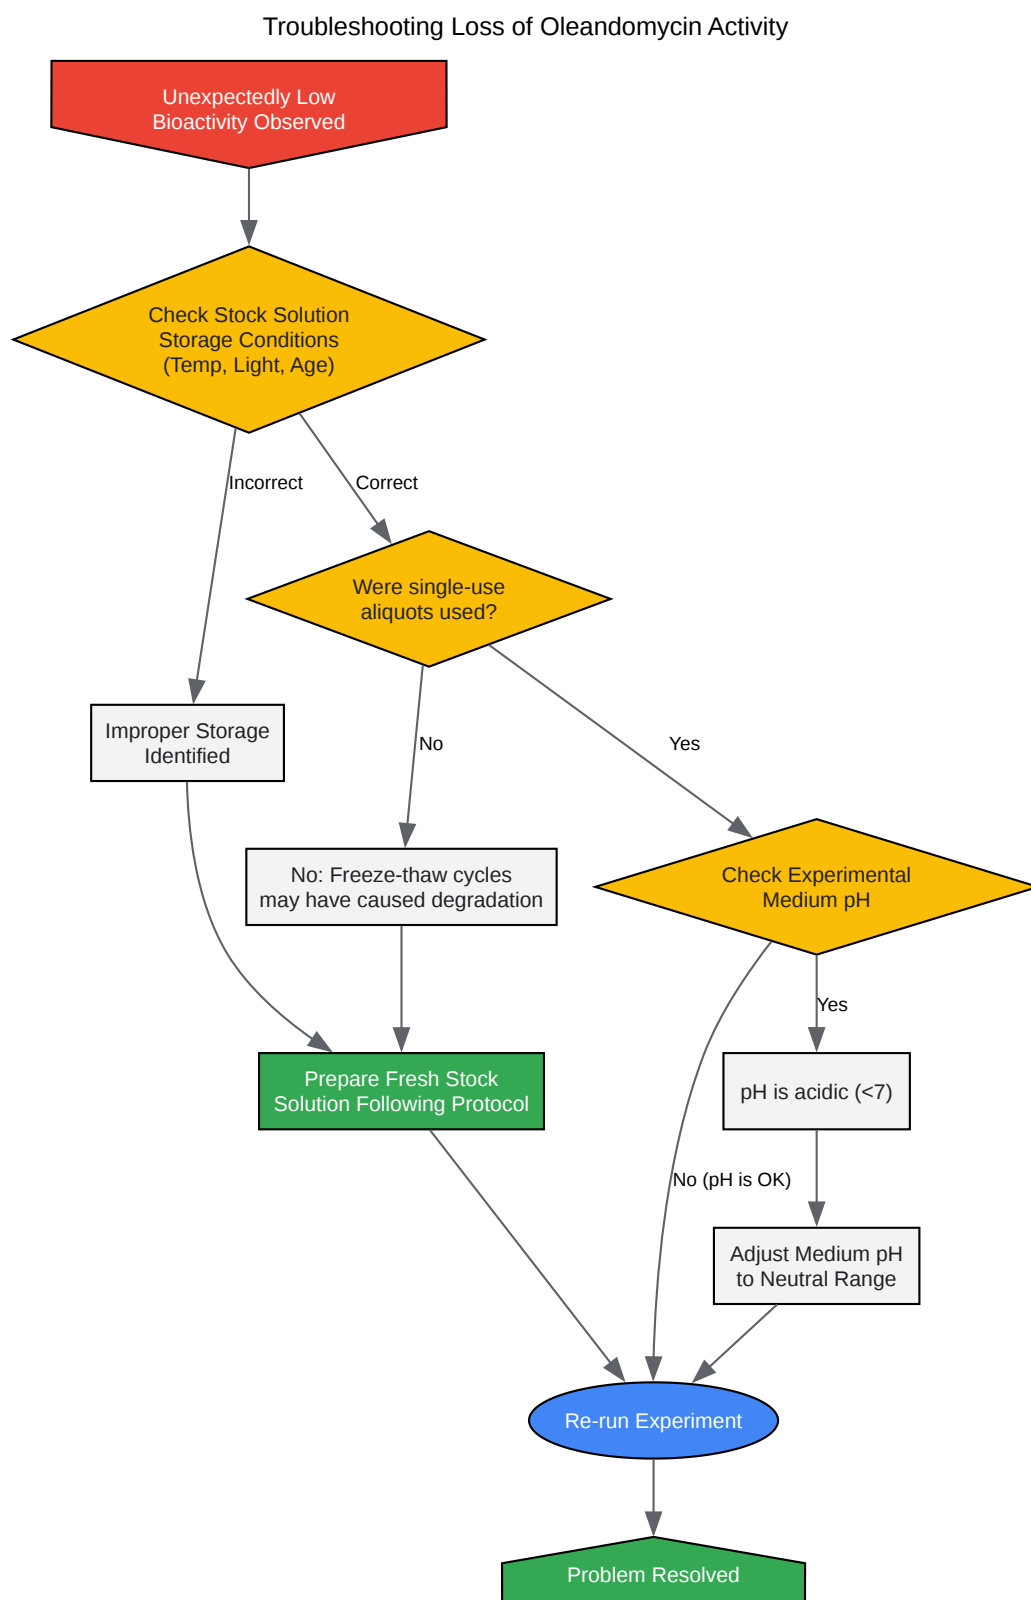 Troubleshooting Loss of Oleandomycin Activity
Unexpectedly Low
Bioactivity Observed
Check Stock Solution
Storage Conditions
(Temp, Light, Age)
Incorrect
Correct
Were single-use
aliquots used?
Improper Storage
Identified
No
Yes
No: Freeze-thaw cycles
may have caused degradation
Check Experimental
Medium pH
Yes
Prepare Fresh Stock
Solution Following Protocol
pH is acidic (<7)
No (pH is OK)
Adjust Medium pH
to Neutral Range
Re-run Experiment
Problem Resolved